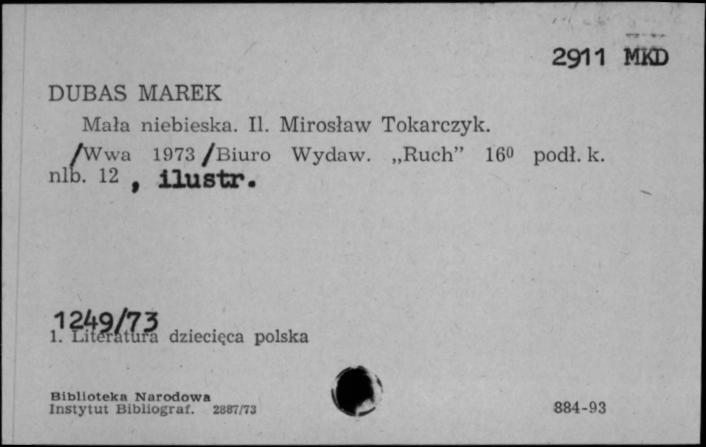 2911 MKD
DUBAS MAREK
Mała niebieska. Il. Mirosław Tokarczyk.
/Wwa 1973 /Biuro Wydaw. „Ruch” 16⁰ podł. k.
nlb. 12 , ilustr.
1249/73
1. Literatura dziecięca polska
Biblioteka Narodowa
Instytut Bibliograf. 2887/73
884-93